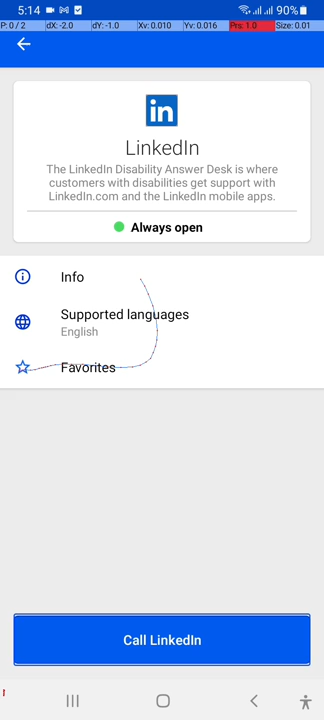 5:14
90%
P: 0 / 2 dX: -2.0 dY: -1.0 Xv: 0.010 Yv: 0.016 Prs: 1.0 Size: 0.01
in
LinkedIn
The LinkedIn Disability Answer Desk is where
customers with disabilities get support with
LinkedIn.com and the LinkedIn mobile apps.
Always open
Info
Supported languages
English
Favorites
Call LinkedIn